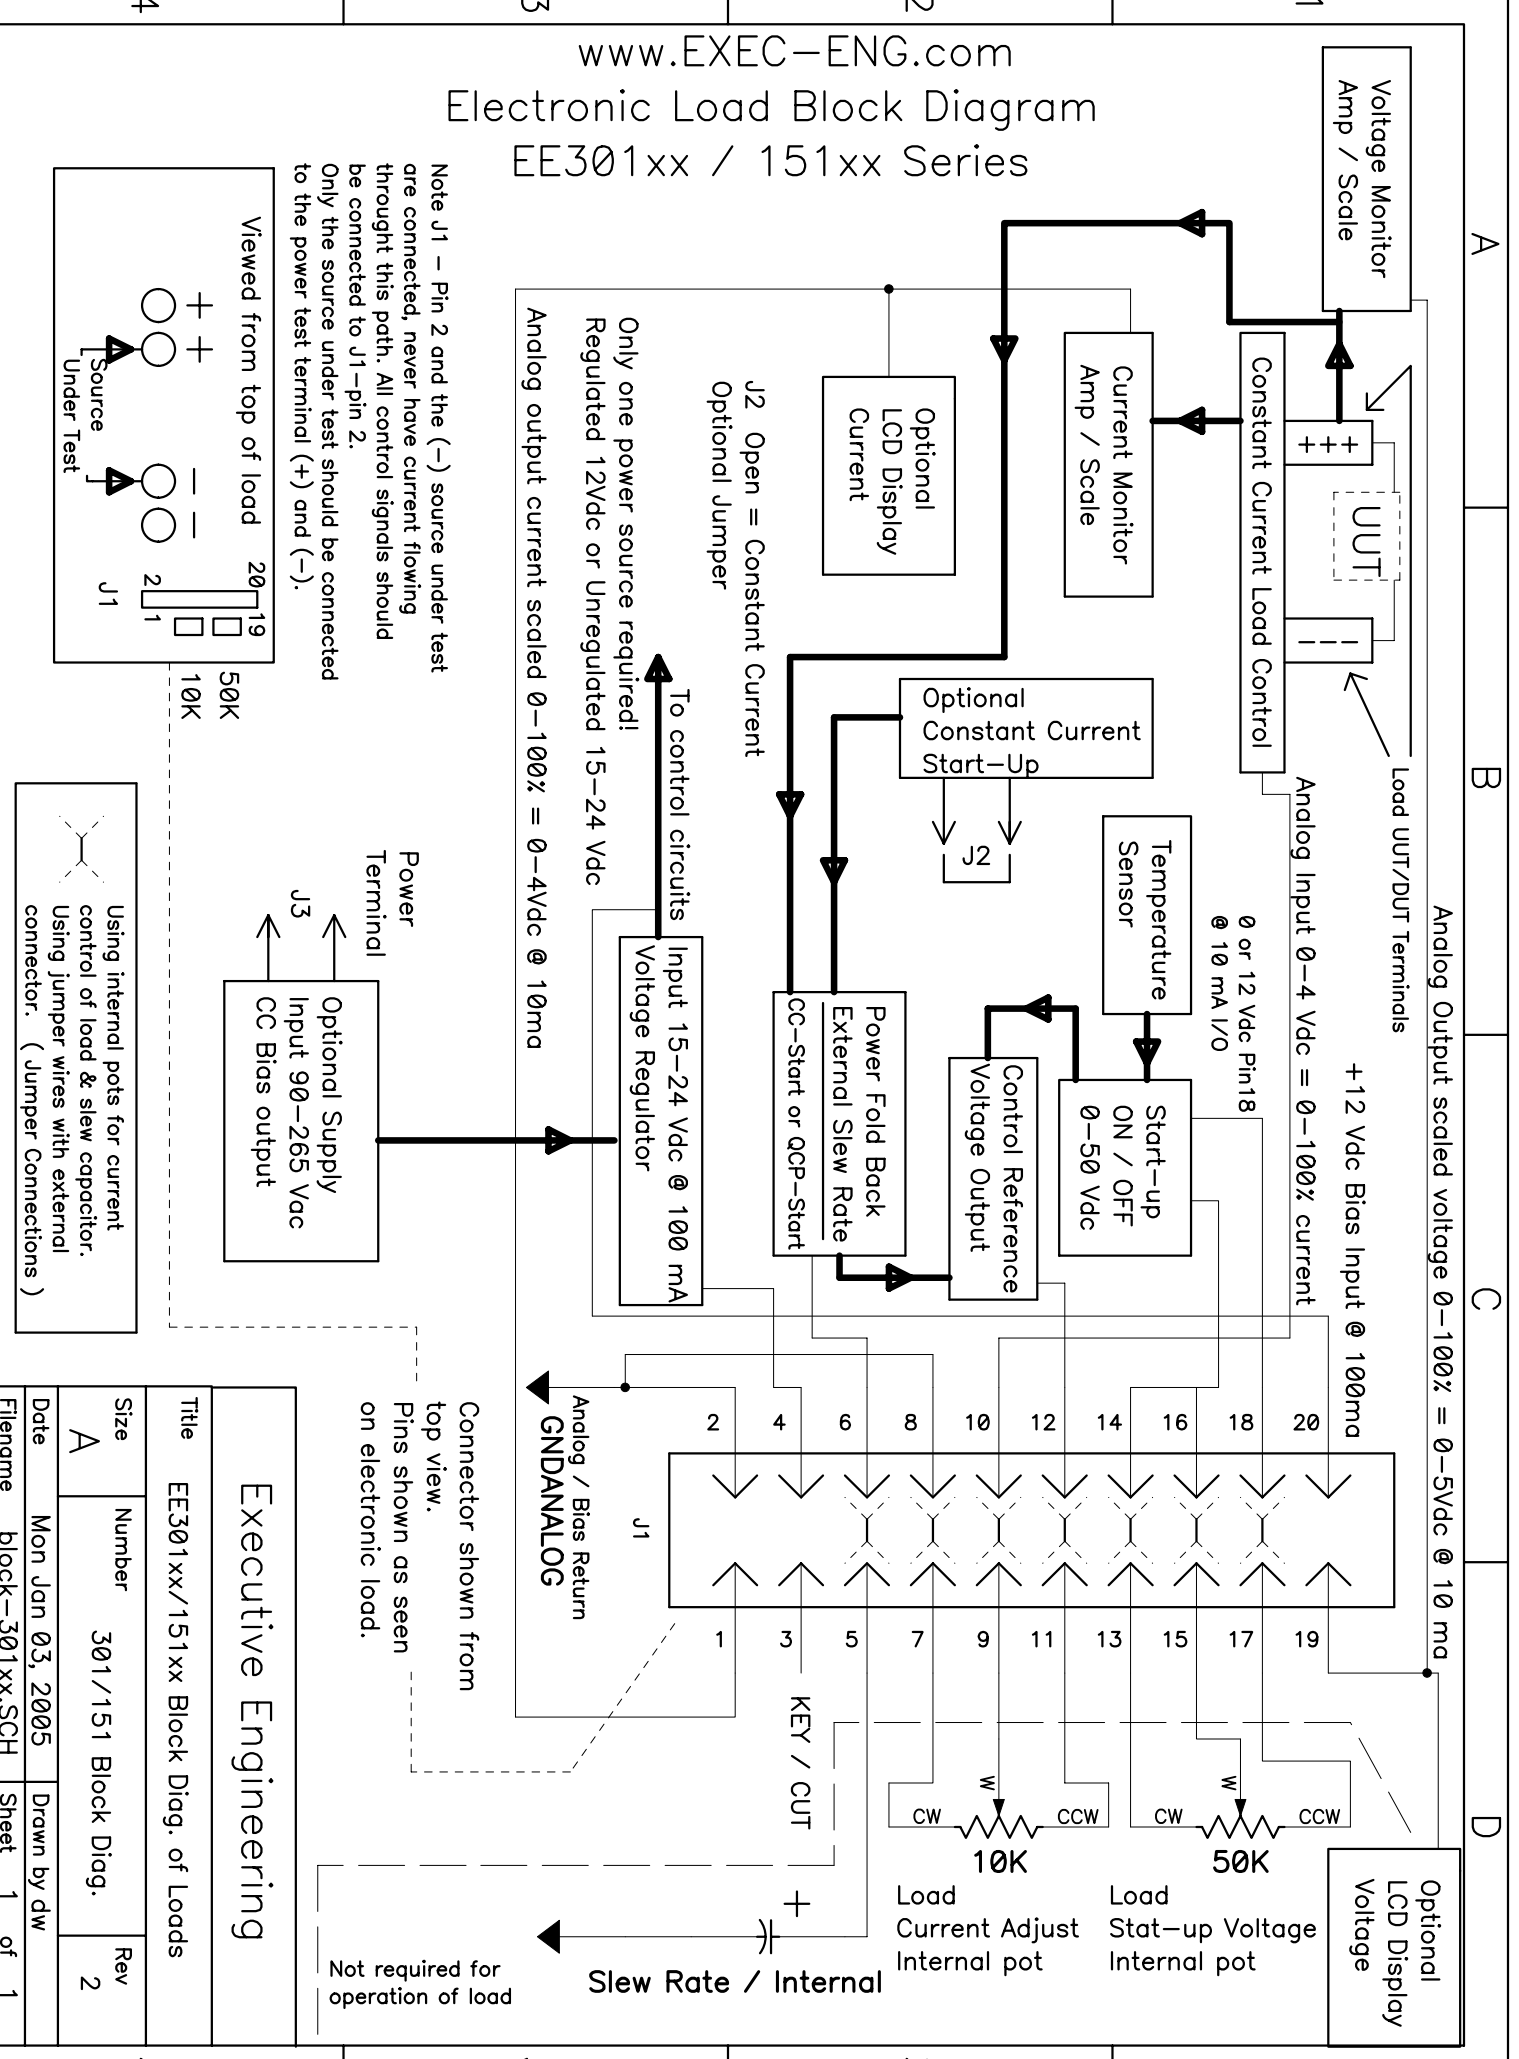 www.EXEC-ENG.com
Electronic Load Block Diagram
EE301xx / 151xx Series
1
2
3
4
A
B
C
D
Voltage Monitor
Amp / Scale
Constant Current Load Control
+++
UUT
---
Load UUT/DUT Terminals
Current Monitor
Amp / Scale
Optional
LCD Display
Current
J2 Open = Constant Current
Optional Jumper
Only one power source required!
Regulated 12Vdc or Unregulated 15-24 Vdc
Analog output current scaled 0-100% = 0-4Vdc @ 10ma
Note J1 - Pin 2 and the (-) source under test
are connected, never have current flowing
throught this path. All control signals should
be connected to J1-pin 2.
Only the source under test should be connected
to the power test terminal (+) and (-).
Viewed from top of load
+
+
-
-
Source
Under Test
20
19
2
1
J1
50K
10K
Optional
Constant Current
Start-Up
J2
Temperature
Sensor
0 or 12 Vdc Pin18
@ 10 mA I/O
Analog Input 0-4 Vdc = 0-100% current
+12 Vdc Bias Input @ 100ma
Analog Output scaled voltage 0-100% = 0-5Vdc @ 10 ma
Start-up
ON / OFF
0-50 Vdc
Control Reference
Voltage Output
Power Fold Back
External Slew Rate
CC-Start or QCP-Start
To control circuits
Input 15-24 Vdc @ 100 mA
Voltage Regulator
Power
Terminal
J3
Optional Supply
Input 90-265 Vac
CC Bias output
Using internal pots for current
control of load & slew capacitor.
Using jumper wires with external
connector. ( Jumper Connections )
2
4
6
8
10
12
14
16
18
20
J1
1
3
5
7
9
11
13
15
17
19
Analog / Bias Return
GNDANALOG
Connector shown from
top view.
Pins shown as seen
on electronic load.
KEY / CUT
CW
W
CCW
10K
CW
W
CCW
50K
Load
Current Adjust
Internal pot
Load
Stat-up Voltage
Internal pot
Optional
LCD Display
Voltage
+
Slew Rate / Internal
Not required for
operation of load
Executive Engineering
Title
EE301xx/151xx Block Diag. of Loads
Size
A
Number
301/151 Block Diag.
Rev
2
Date
Mon Jan 03, 2005
Drawn by dw
Filename
block-301xx.SCH
Sheet 1 of 1